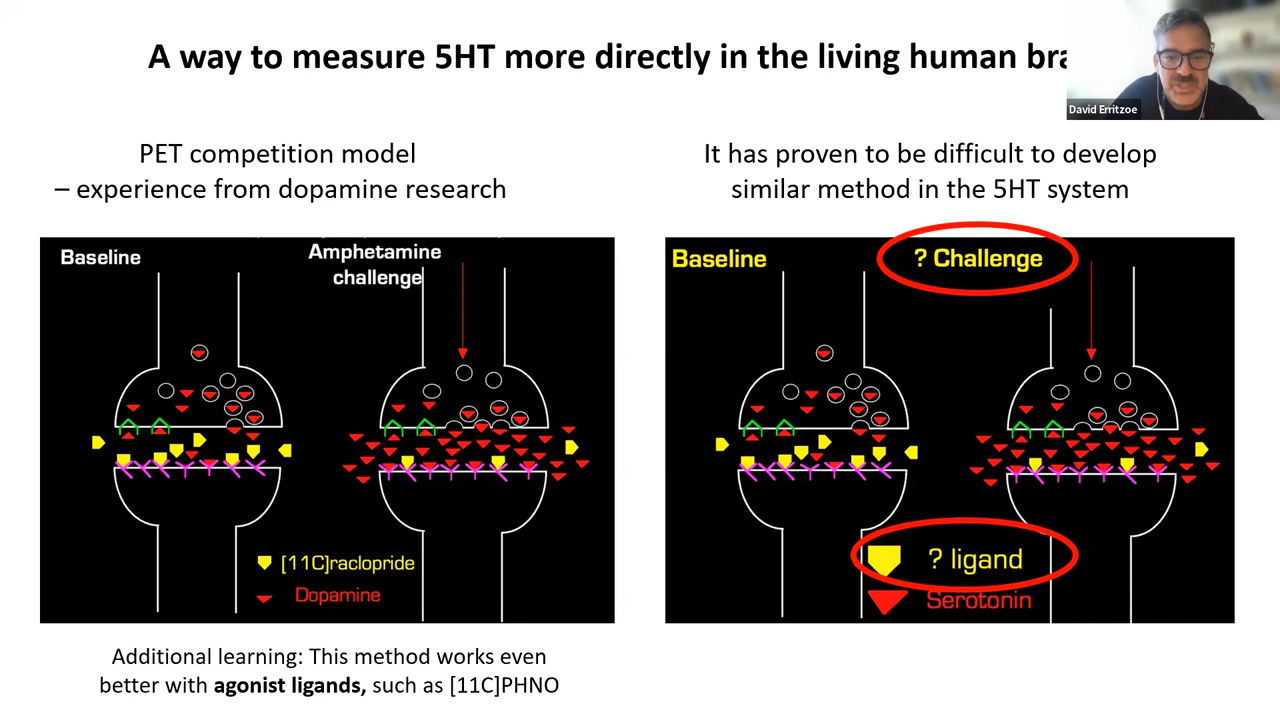 A way to measure 5HT more directly in the living human bra
David Erritzoe
PET competition model
– experience from dopamine research
It has proven to be difficult to develop
similar method in the 5HT system
Baseline
Amphetamine
challenge
[11C]raclopride
Dopamine
Baseline
? Challenge
? ligand
Serotonin
Additional learning: This method works even
better with agonist ligands, such as [11C]PHNO